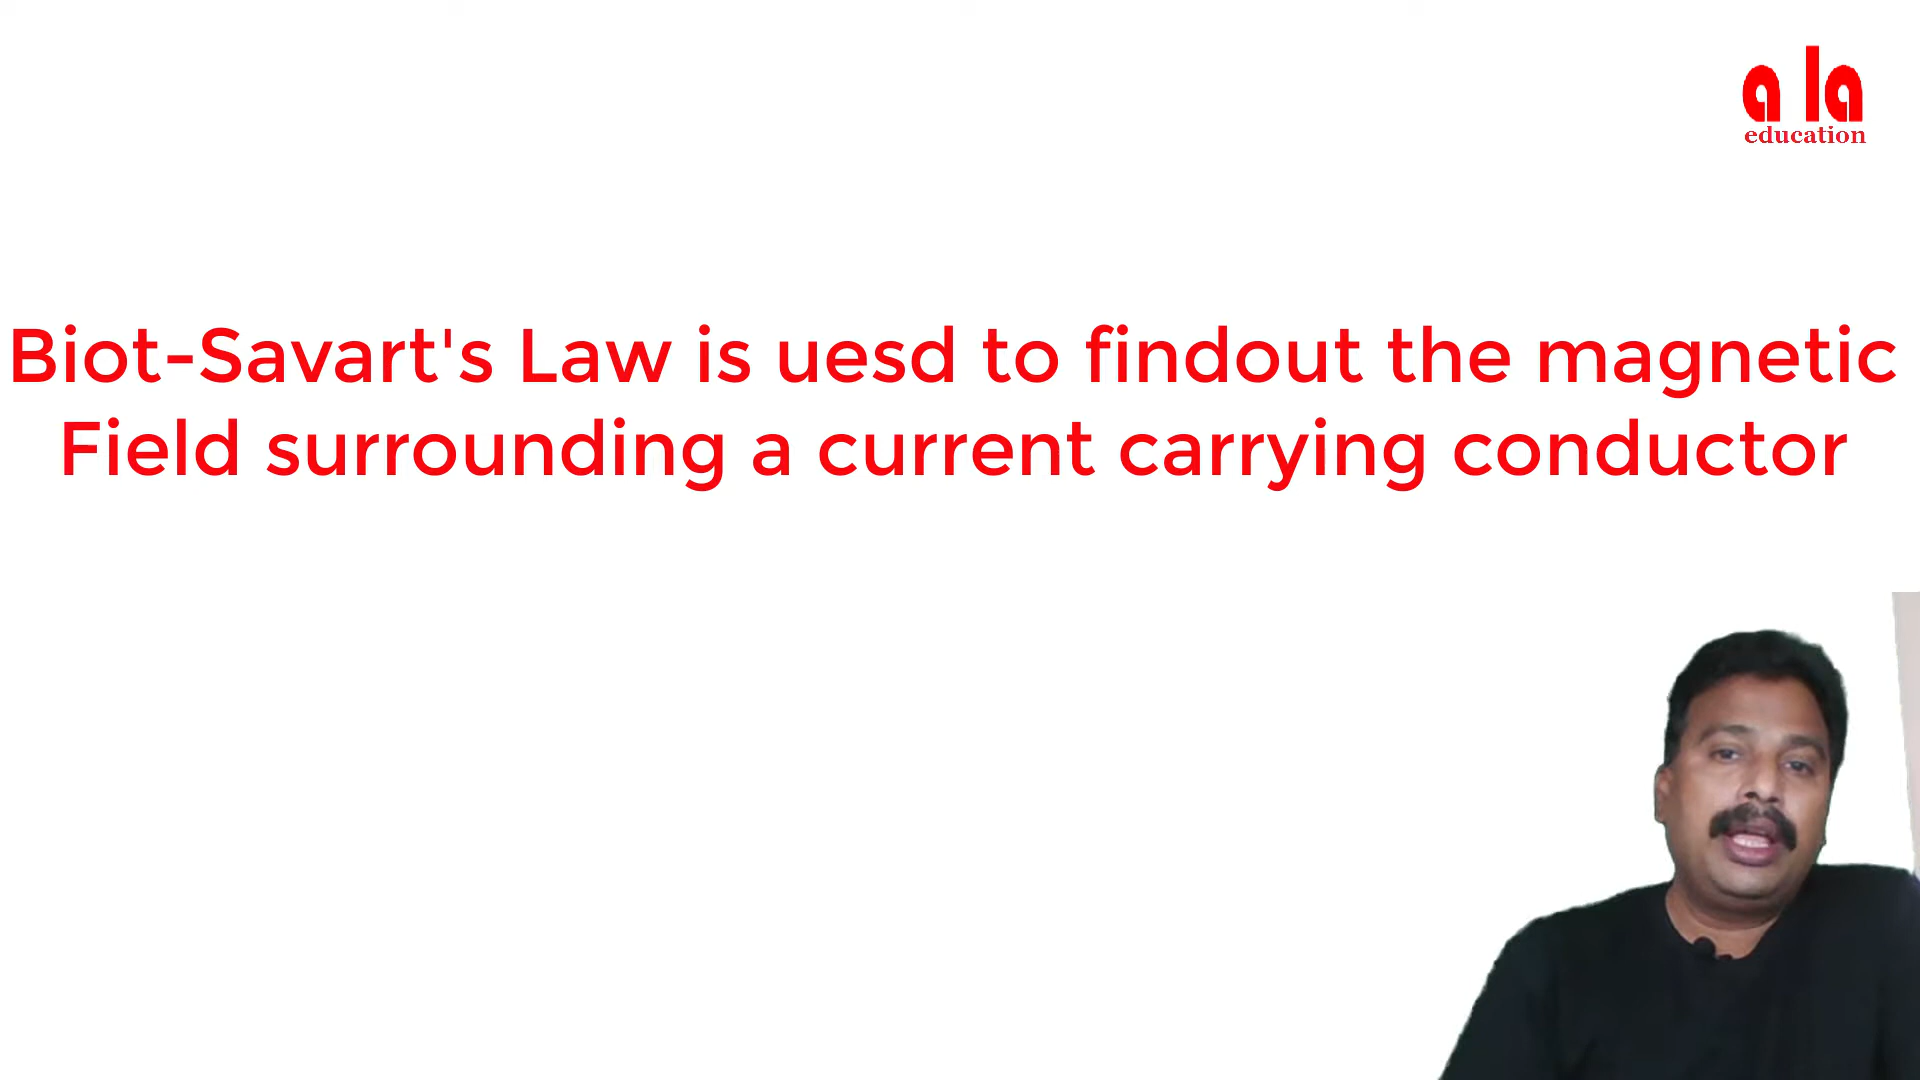 a la
education
Biot-Savart's Law is uesd to findout the magnetic
Field surrounding a current carrying conductor